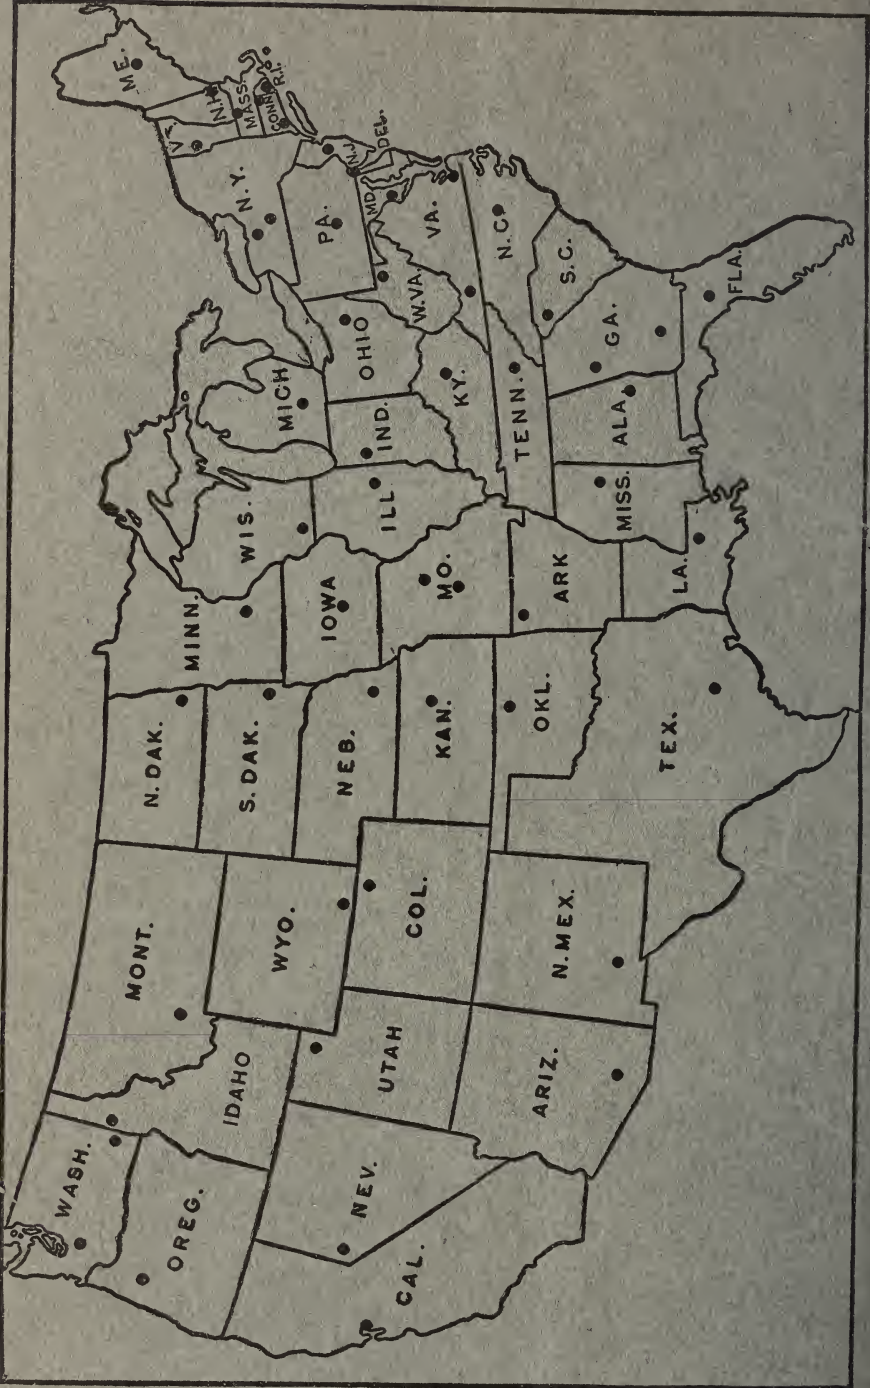 WASH.
OREG.
CAL.
NEV.
IDAHO
MONT.
WYO.
UTAH
ARIZ.
COL.
N.MEX.
N.DAK.
S.DAK.
NEB.
KAN.
OKL.
TEX.
MINN.
IOWA
MO.
ARK
LA.
WIS.
ILL
MISS.
MICH
IND.
OHIO
KY.
TENN.
ALA.
GA.
FLA.
S.C.
N.C.
VA.
W.VA.
MD.
DEL.
PA.
N.J.
N.Y.
CONN.
R.I.
MASS.
VT.
N.H.
ME.